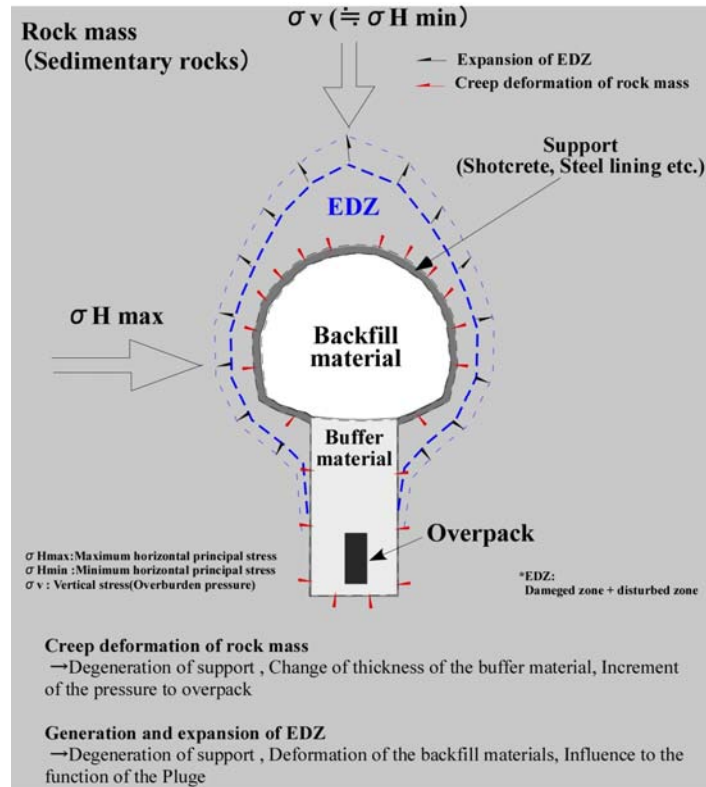 Rock mass
(Sedimentary rocks)
σ v (≒ σ H min)
Expansion of EDZ
Creep deformation of rock mass
Support
(Shotcrete, Steel lining etc.)
EDZ
σ H max
Backfill
material
Buffer
material
Overpack
σ Hmax:Maximum horizontal principal stress
σ Hmin : Minimum horizontal principal stress
σ v : Vertical stress(Overburden pressure)
*EDZ:
Dameged zone + disturbed zone
Creep deformation of rock mass
→Degeneration of support , Change of thickness of the buffer material, Increment
of the pressure to overpack
Generation and expansion of EDZ
→Degeneration of support , Deformation of the backfill materials, Influence to the
function of the Pluge